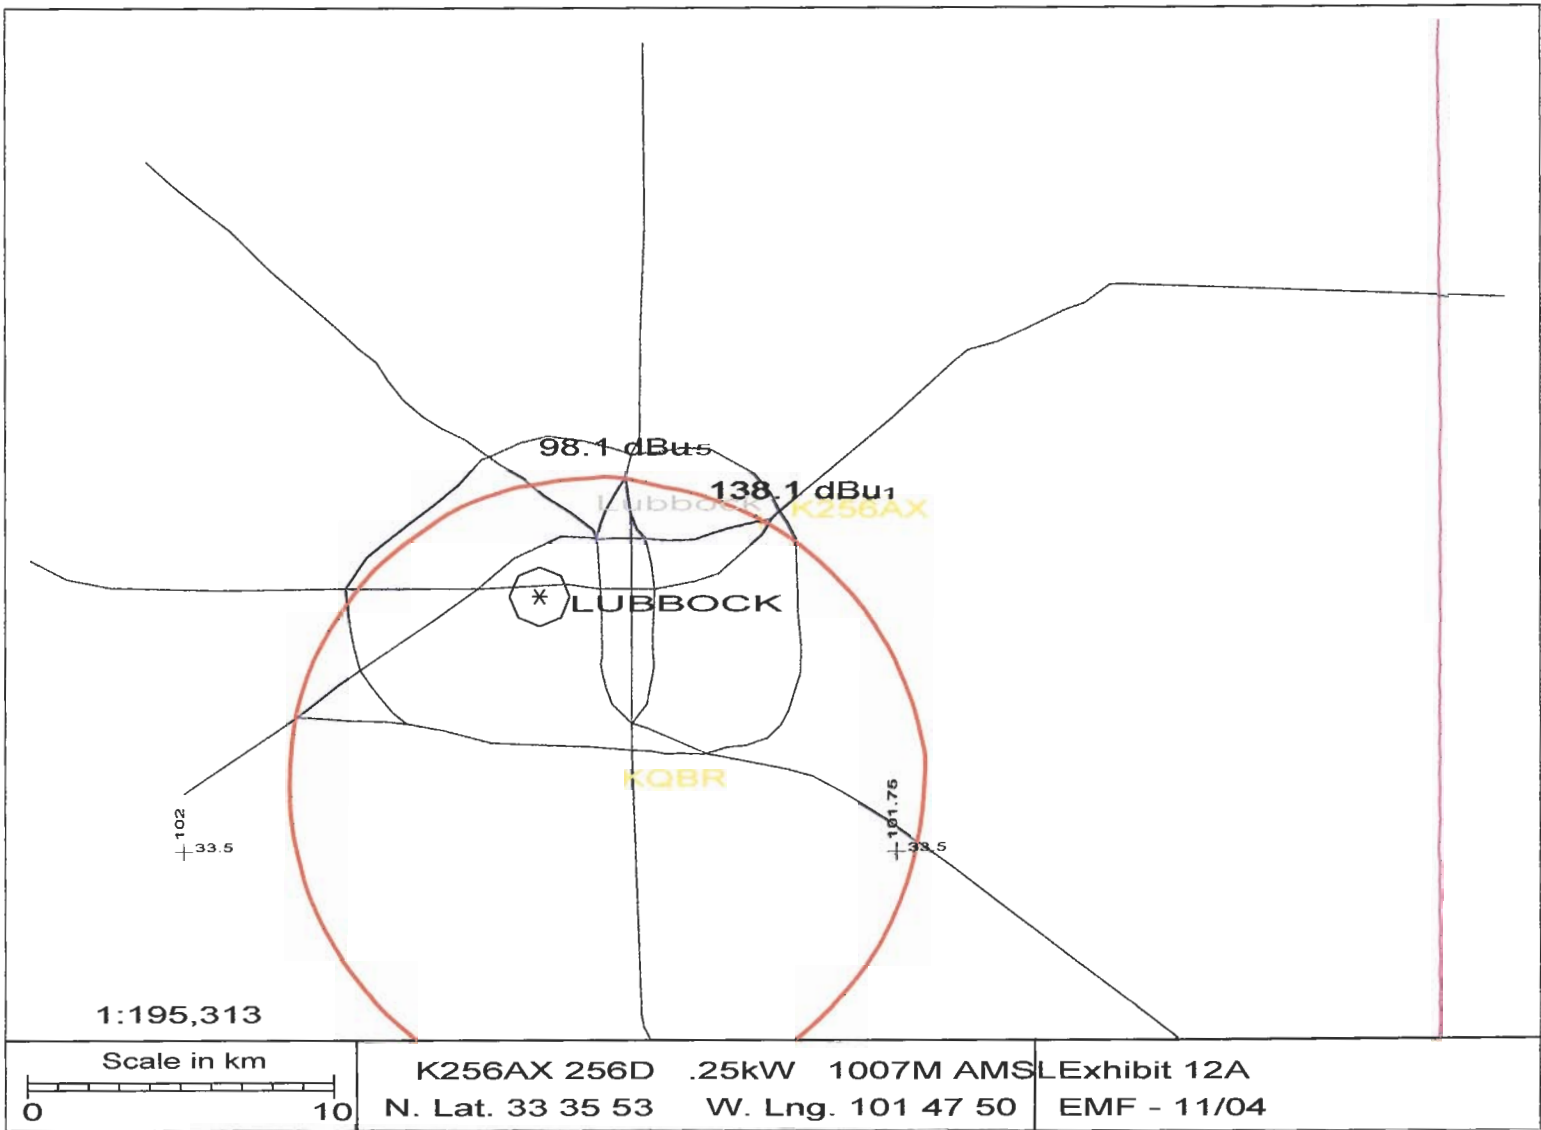 98.1 dBu5
138.1 dBu1
Lubbock
K256AX
LUBBOCK
KQBR
102
33.5
101.75
33.5
1:195,313
Scale in km
0 10
K256AX 256D .25kW 1007M AMSL
N. Lat. 33 35 53 W. Lng. 101 47 50
Exhibit 12A
EMF - 11/04